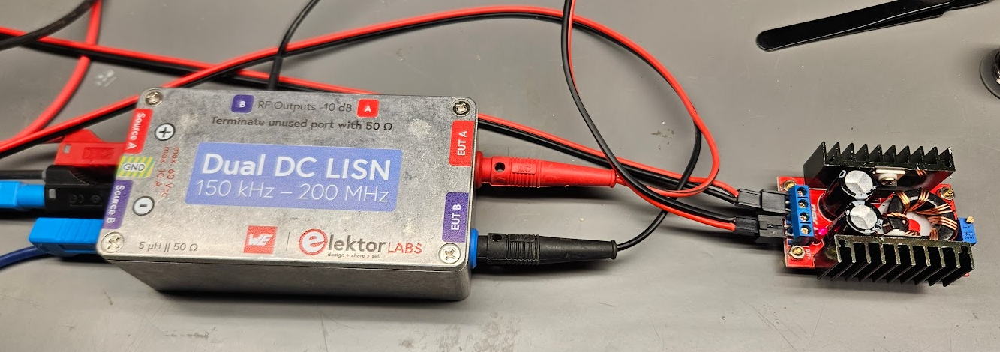 B RF Outputs -10 dB A
Terminate unused port with 50 Ω
Source A
+
max. 60 V DC
max. 10 A
GND
Source B
-
Dual DC LISN
150 kHz – 200 MHz
EUT A
EUT B
5 µH || 50 Ω
WE
elektor LABS
design > share > sell